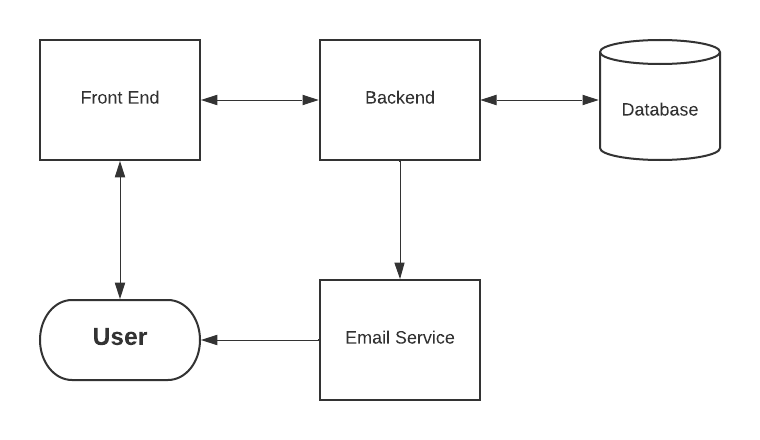 Front End
Backend
Database
User
Email Service